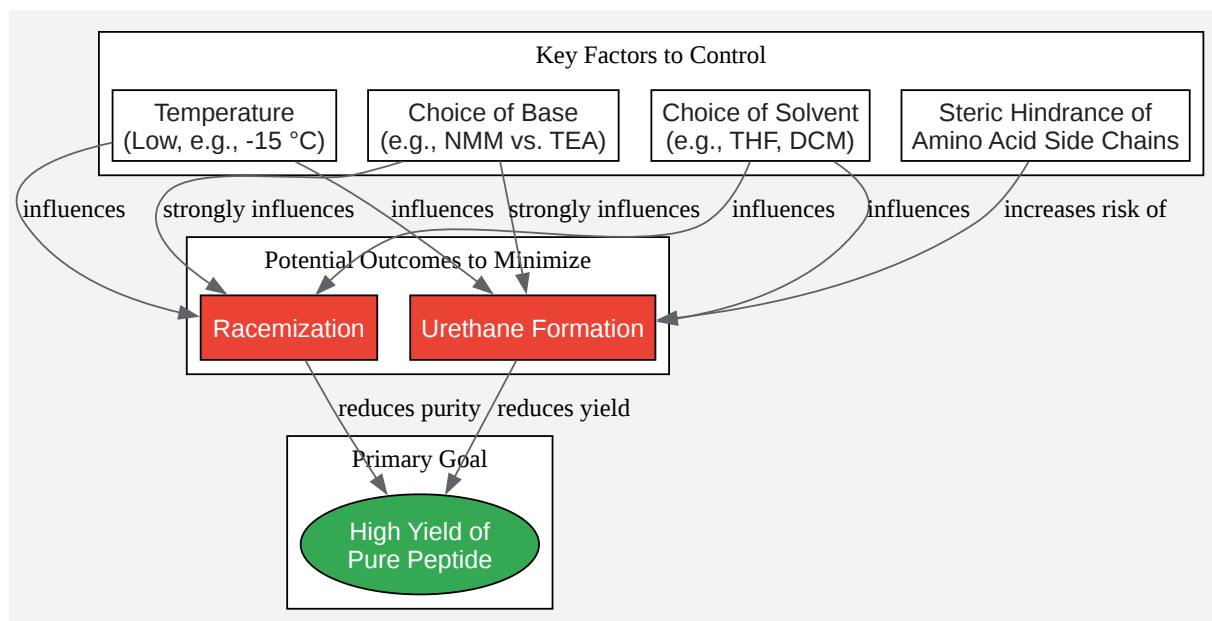 Key Factors to Control
Temperature
(Low, e.g., -15 °C)
Choice of Base
(e.g., NMM vs. TEA)
Choice of Solvent
(e.g., THF, DCM)
Steric Hindrance of
Amino Acid Side Chains
influences
strongly influences
influences
strongly influences
influences
influences
increases risk of
Potential Outcomes to Minimize
Racemization
Urethane Formation
reduces purity
reduces yield
Primary Goal
High Yield of
Pure Peptide